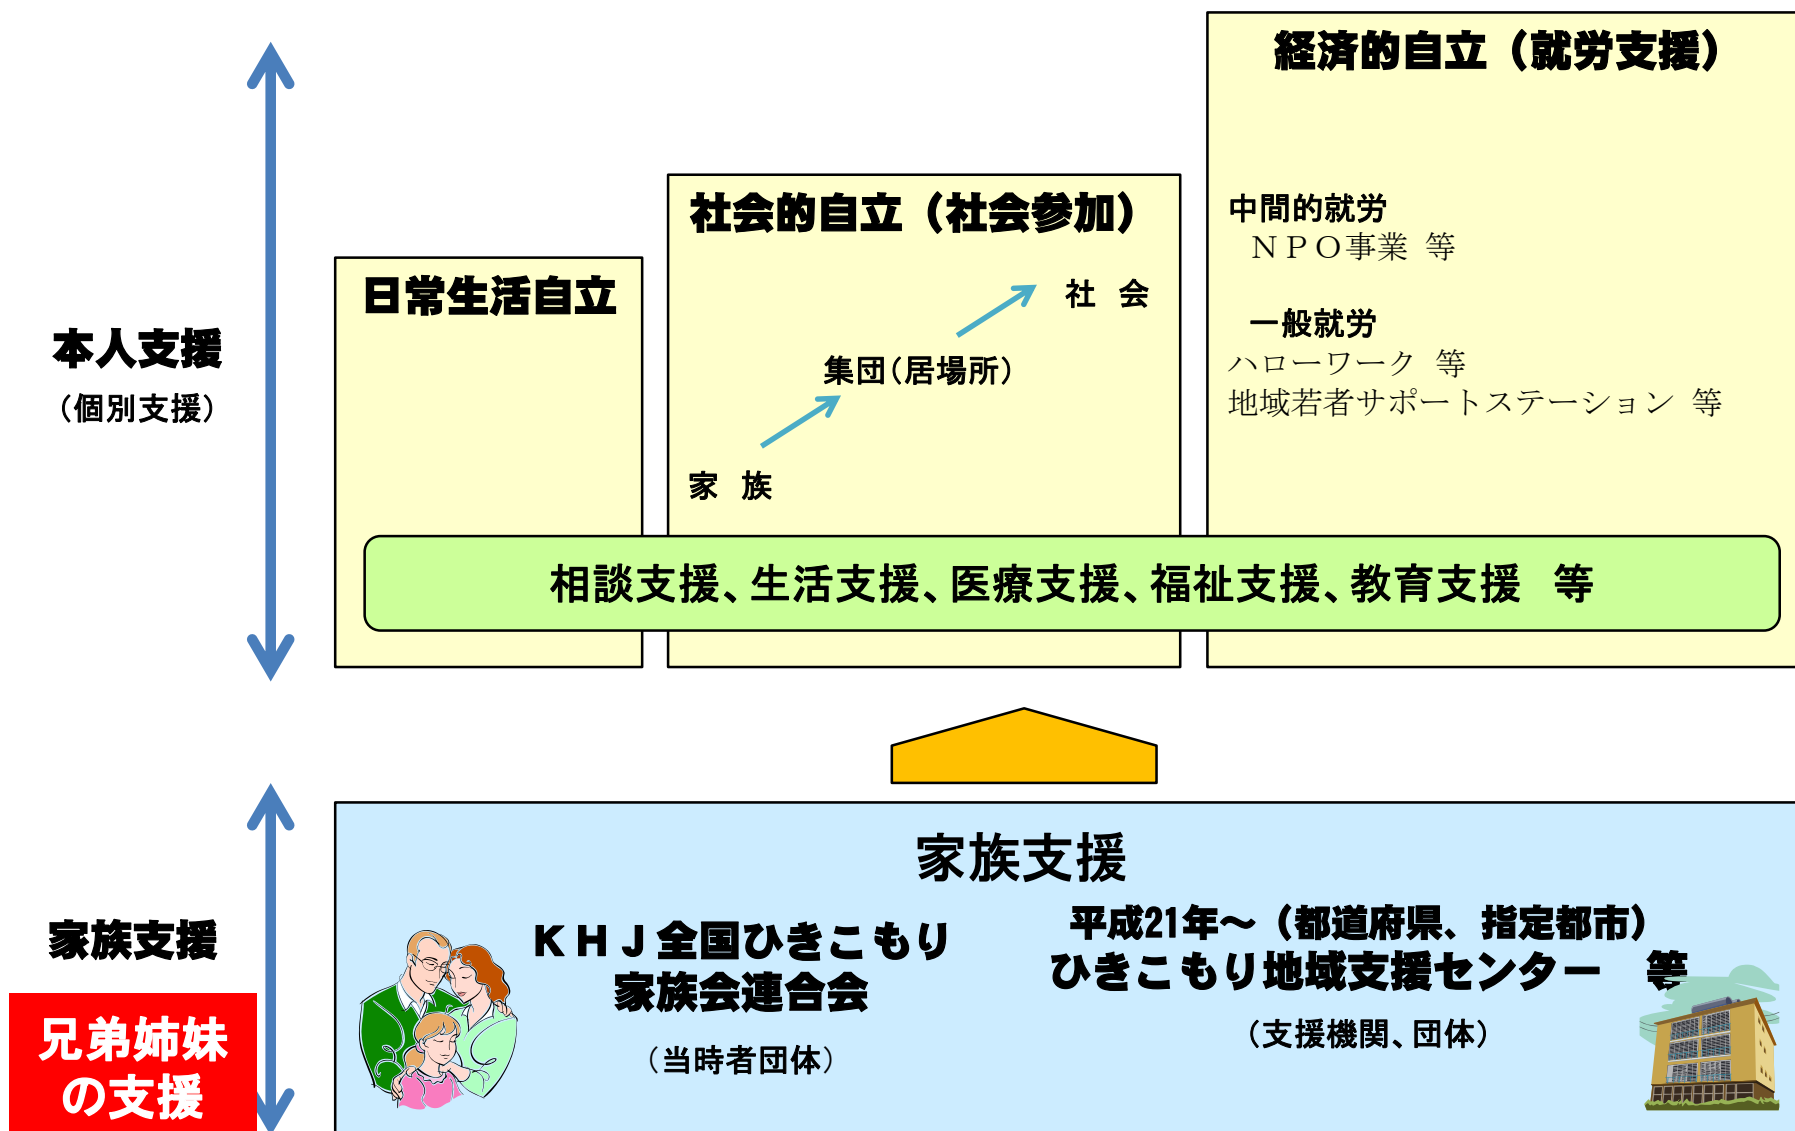 経済的自立（就労支援）
中間的就労
ＮＰＯ事業 等
一般就労
ハローワーク 等
地域若者サポートステーション 等
社会的自立（社会参加）
社 会
集団（居場所）
家 族
日常生活自立
本人支援
（個別支援）
相談支援、生活支援、医療支援、福祉支援、教育支援 等
家族支援
家族支援
兄弟姉妹
の支援
ＫＨＪ全国ひきこもり
家族会連合会
（当時者団体）
平成21年～（都道府県、指定都市）
ひきこもり地域支援センター 等
（支援機関、団体）